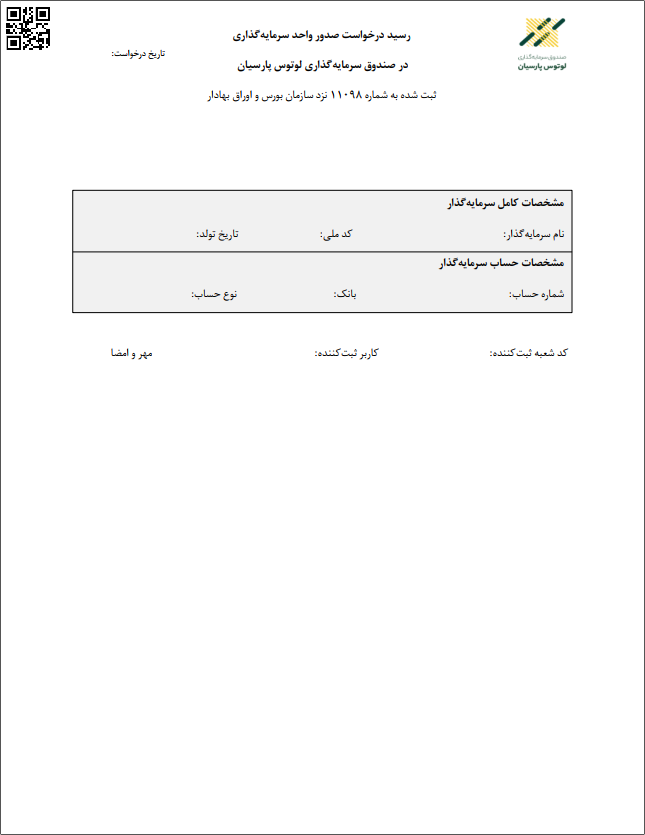 رسید درخواست صدور واحد سرمایه‌گذاری
صندوق سرمایه‌گذاری
لوتوس پارسیان
تاریخ درخواست:
در صندوق سرمایه‌گذاری لوتوس پارسیان
ثبت شده به شماره ۱۱۰۹۸ نزد سازمان بورس و اوراق بهادار
مشخصات کامل سرمایه‌گذار
نام سرمایه‌گذار: کد ملی: تاریخ تولد:
مشخصات حساب سرمایه‌گذار
شماره حساب: بانک: نوع حساب:
کد شعبه ثبت‌کننده: کاربر ثبت‌کننده: مهر و امضا